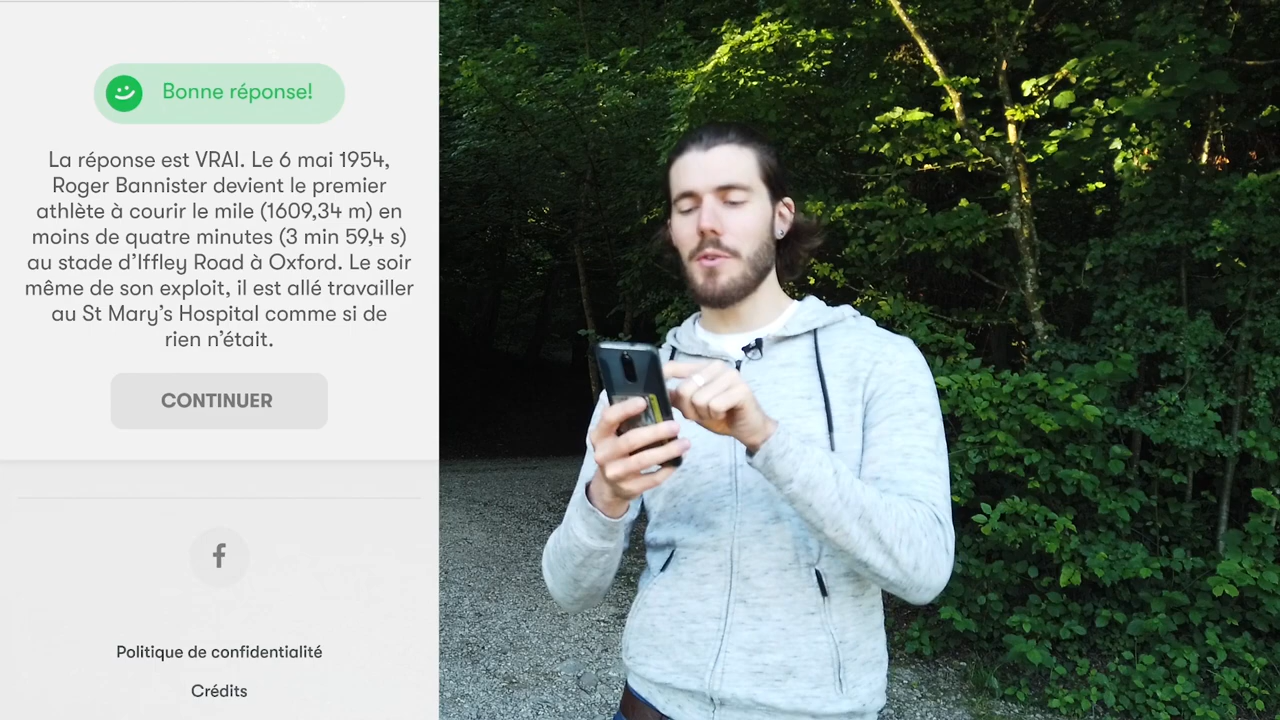 Bonne réponse!
La réponse est VRAI. Le 6 mai 1954,
Roger Bannister devient le premier
athlète à courir le mile (1609,34 m) en
moins de quatre minutes (3 min 59,4 s)
au stade d’Iffley Road à Oxford. Le soir
même de son exploit, il est allé travailler
au St Mary’s Hospital comme si de
rien n’était.
CONTINUER
f
Politique de confidentialité
Crédits